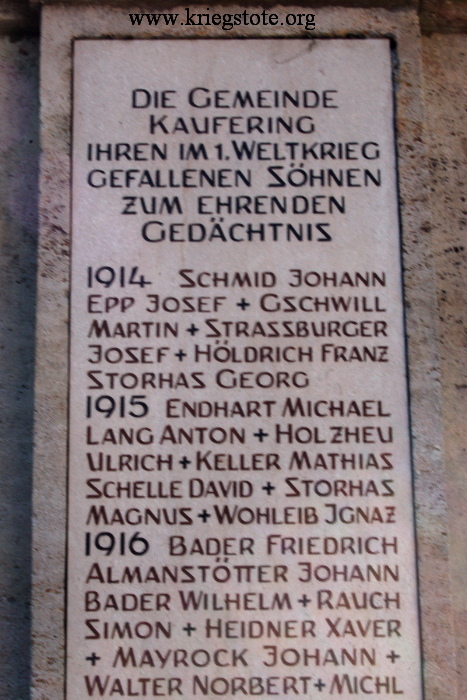 www.kriegstote.org
DIE GEMEINDE
KAUFERING
IHREN IM 1. WELTKRIEG
GEFALLENEN SÖHNEN
ZUM EHRENDEN
GEDÄCHTNIS
1914 SCHMID JOHANN
EPP JOSEF + GSCHWILL
MARTIN + STRASSBURGER
JOSEF + HÖLDRICH FRANZ
STORHAS GEORG
1915 ENDHART MICHAEL
LANG ANTON + HOLZHEU
ULRICH + KELLER MATHIAS
SCHELLE DAVID + STORHAS
MAGNUS + WOHLEIB IGNAZ
1916 BADER FRIEDRICH
ALMANSTÖTTER JOHANN
BADER WILHELM + RAUCH
SIMON + HEIDNER XAVER
+ MAYROCK JOHANN +
WALTER NORBERT + MICHL